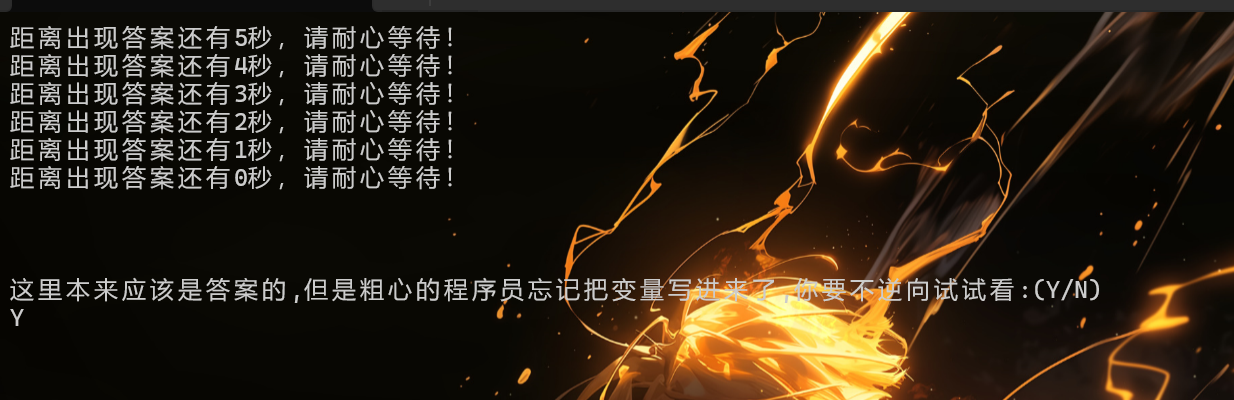 距离出现答案还有5秒，请耐心等待！
距离出现答案还有4秒，请耐心等待！
距离出现答案还有3秒，请耐心等待！
距离出现答案还有2秒，请耐心等待！
距离出现答案还有1秒，请耐心等待！
距离出现答案还有0秒，请耐心等待！
这里本来应该是答案的,但是粗心的程序员忘记把变量写进来了,你要不逆向试试看:(Y/N)
Y